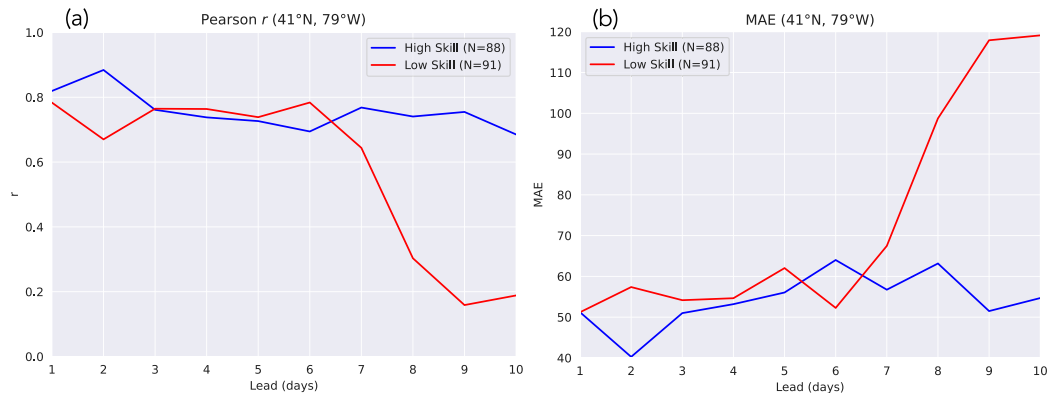 (a)
Pearson r (41°N, 79°W)
High Skill (N=88)
Low Skill (N=91)
1.0
0.8
0.6
0.4
0.2
0.0
r
1 2 3 4 5 6 7 8 9 10
Lead (days)
(b)
MAE (41°N, 79°W)
High Skill (N=88)
Low Skill (N=91)
120
110
100
90
80
70
60
50
40
MAE
1 2 3 4 5 6 7 8 9 10
Lead (days)